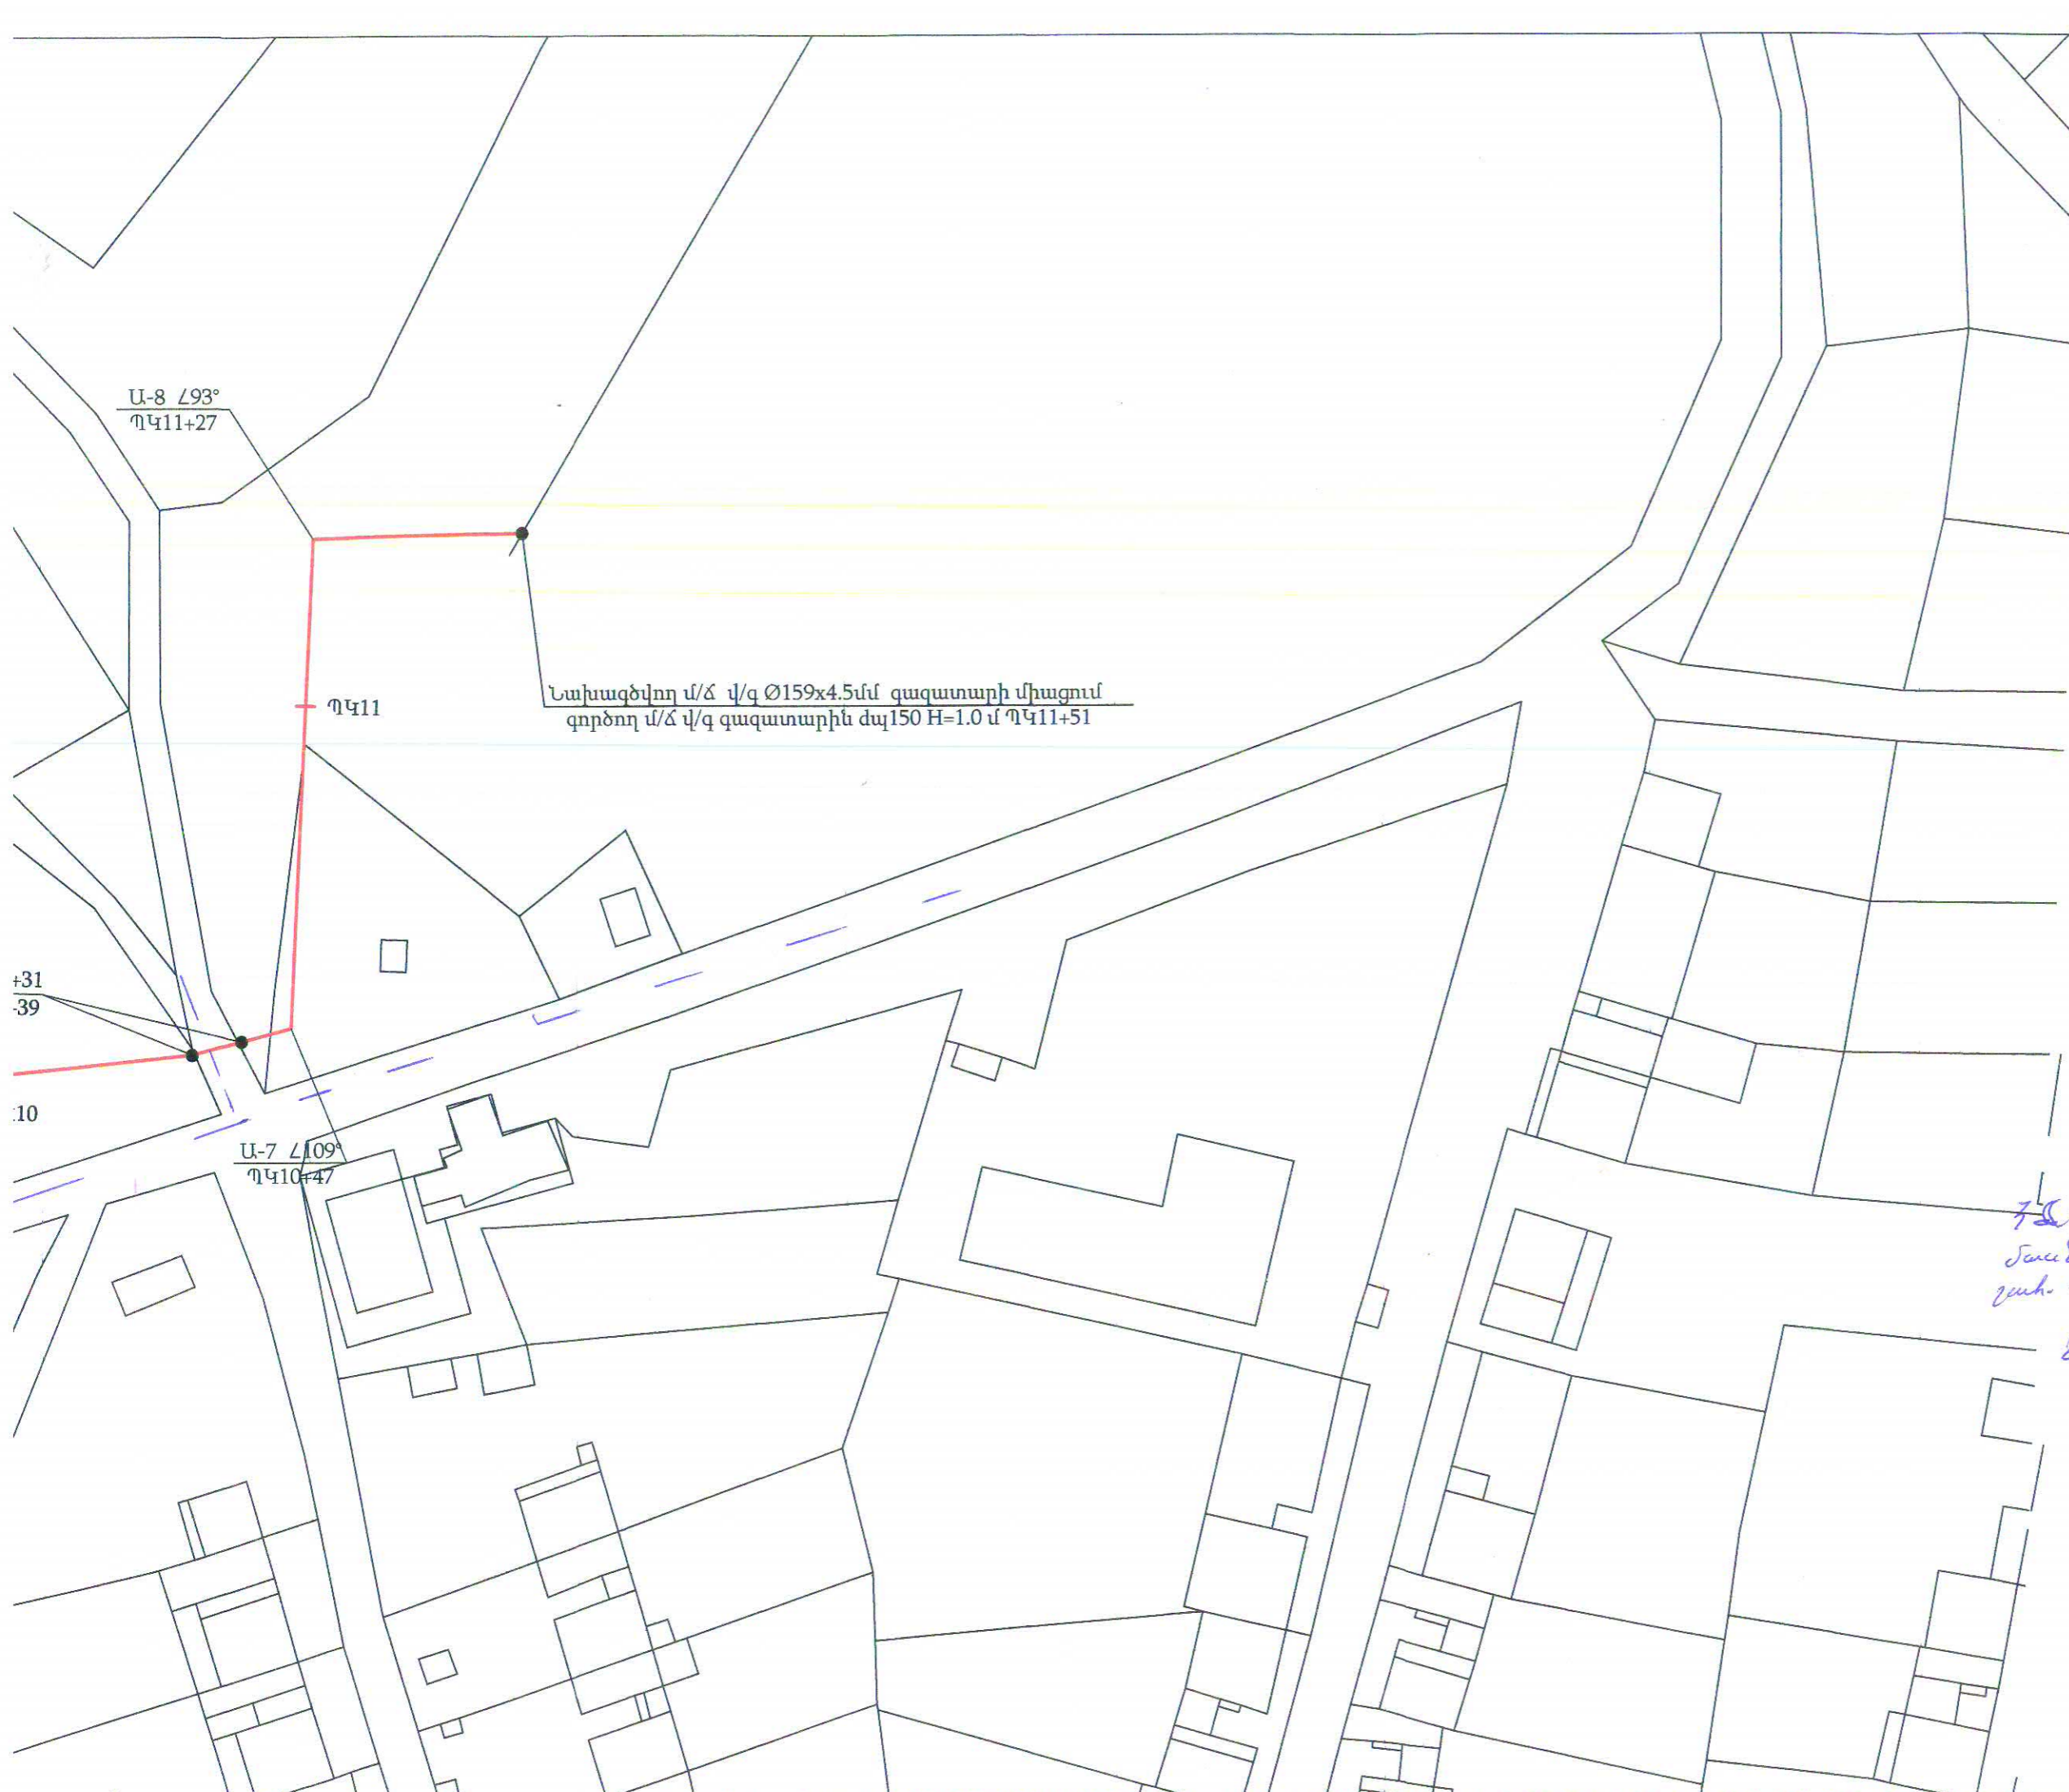 Ա-8 ∠93°
ՊԿ11+27
ՊԿ11
Նախագծվող մ/ճ վ/գ Ø159x4.5մմ գազատարի միացում
գործող մ/ճ վ/գ գազատարին ժպ150 H=1.0 մ ՊԿ11+51
+31
-39
10
Ա-7 ∠109°
ՊԿ10+47